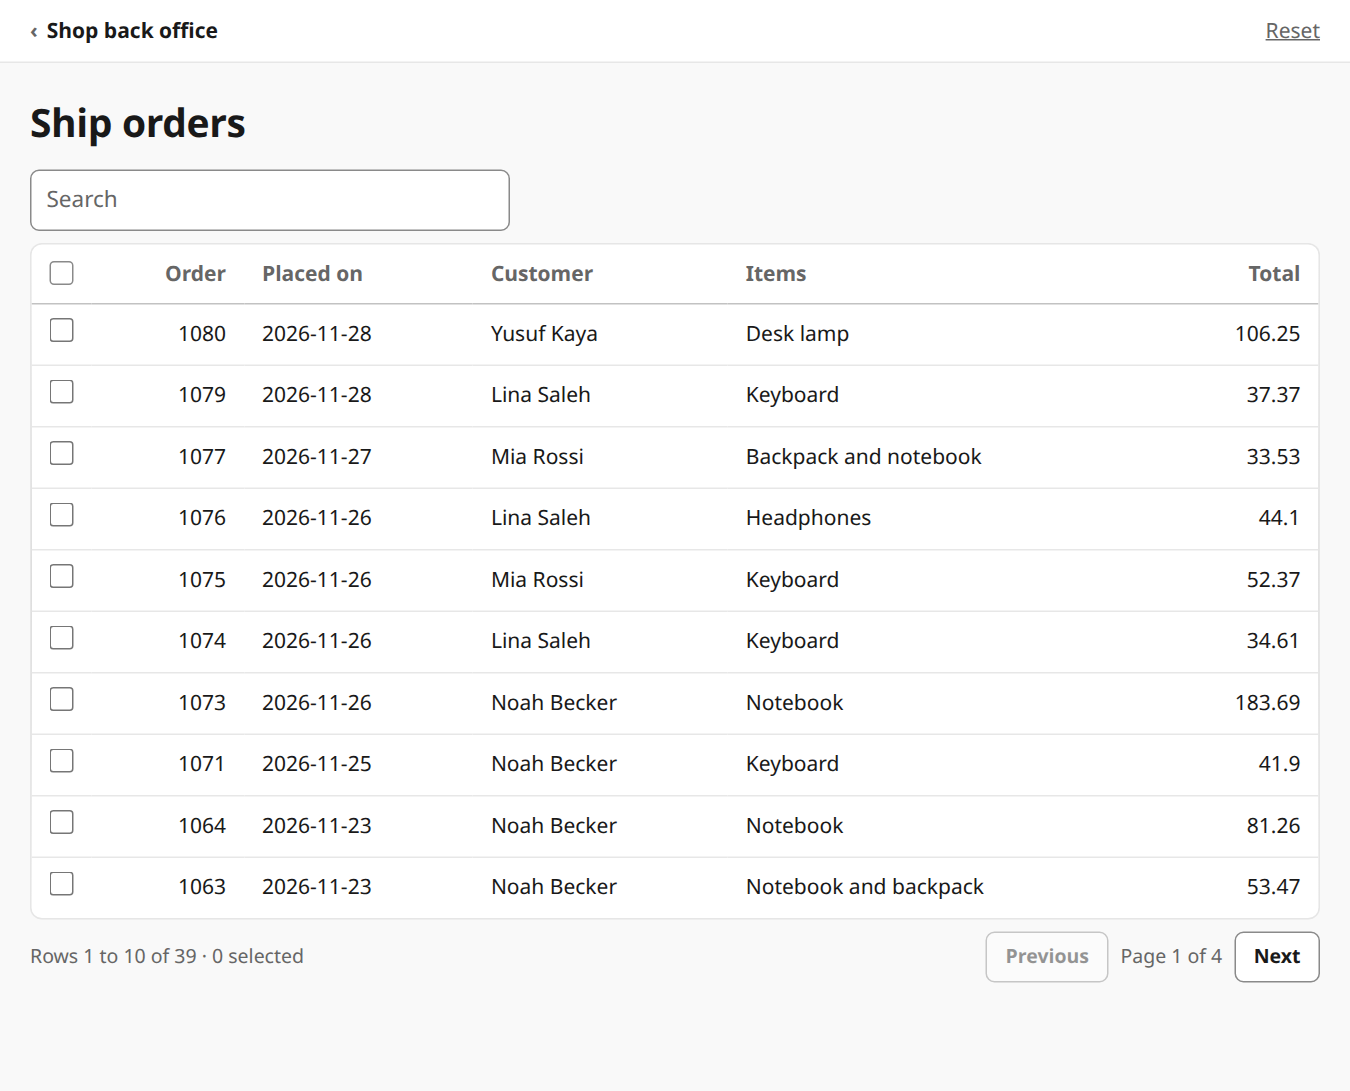 ‹ Shop back office Reset
Ship orders
Search
Order Placed on Customer Items Total
1080 2026-11-28 Yusuf Kaya Desk lamp 106.25
1079 2026-11-28 Lina Saleh Keyboard 37.37
1077 2026-11-27 Mia Rossi Backpack and notebook 33.53
1076 2026-11-26 Lina Saleh Headphones 44.1
1075 2026-11-26 Mia Rossi Keyboard 52.37
1074 2026-11-26 Lina Saleh Keyboard 34.61
1073 2026-11-26 Noah Becker Notebook 183.69
1071 2026-11-25 Noah Becker Keyboard 41.9
1064 2026-11-23 Noah Becker Notebook 81.26
1063 2026-11-23 Noah Becker Notebook and backpack 53.47
Rows 1 to 10 of 39 · 0 selected Previous Page 1 of 4 Next